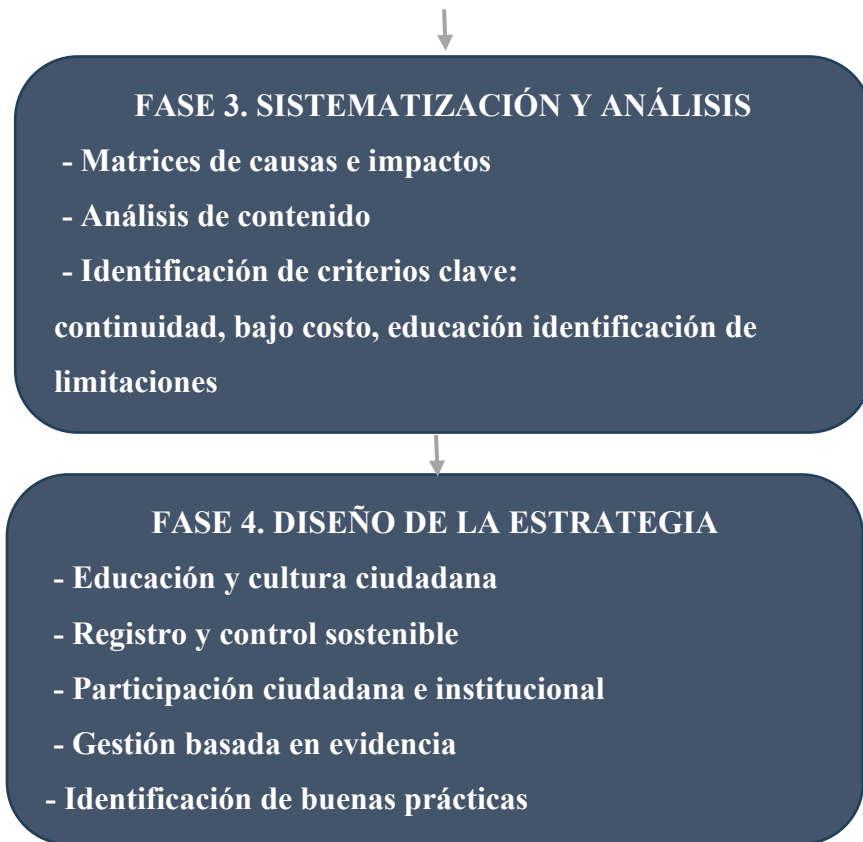 FASE 3. SISTEMATIZACIÓN Y ANÁLISIS
- Matrices de causas e impactos
- Análisis de contenido
- Identificación de criterios clave:
continuidad, bajo costo, educación identificación de
limitaciones
FASE 4. DISEÑO DE LA ESTRATEGIA
- Educación y cultura ciudadana
- Registro y control sostenible
- Participación ciudadana e institucional
- Gestión basada en evidencia
- Identificación de buenas prácticas